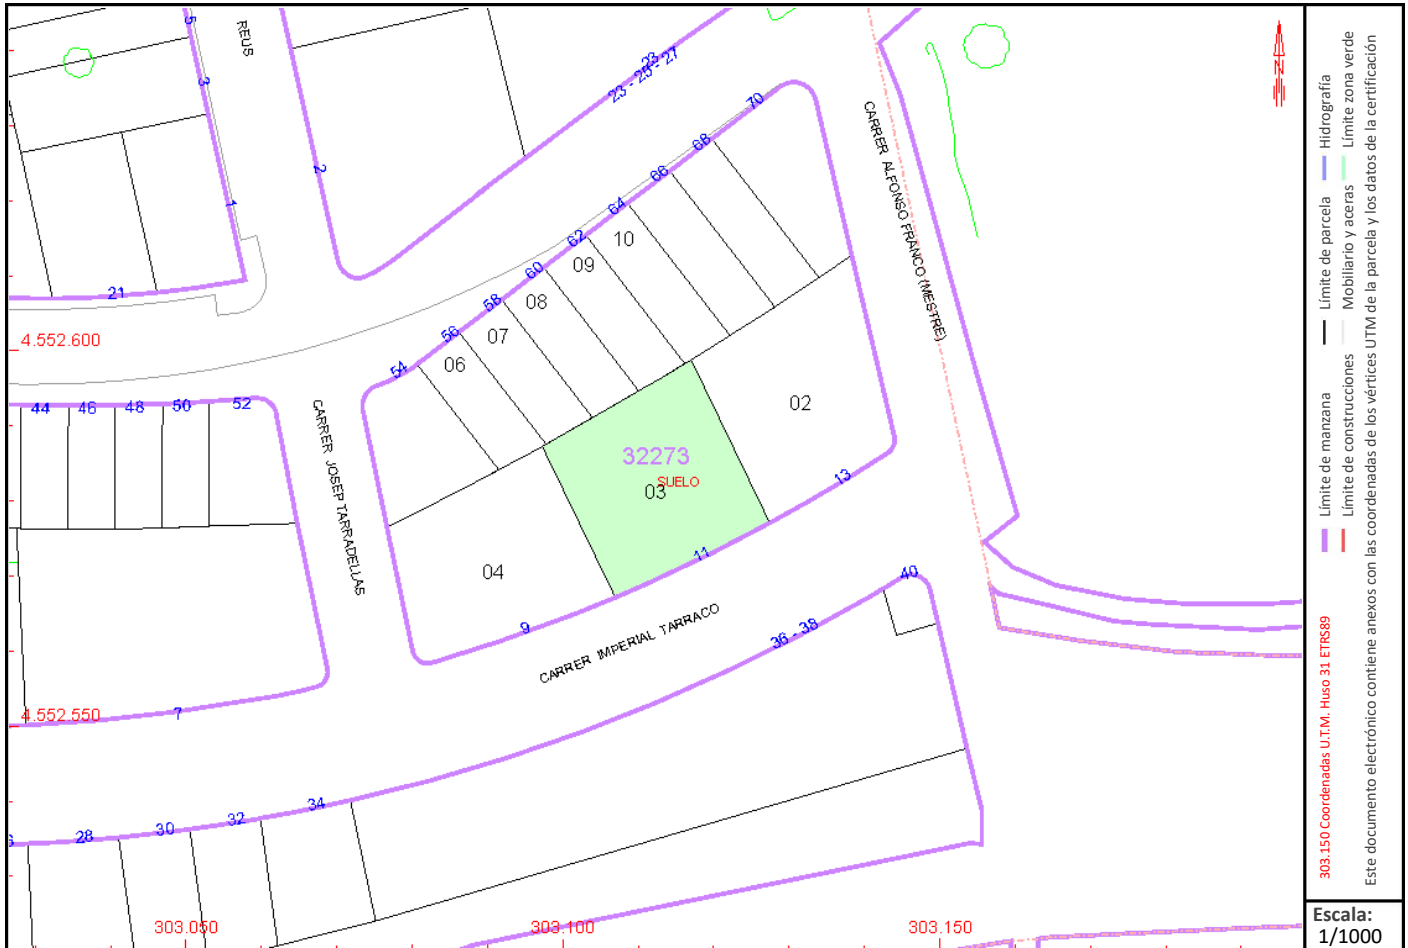 5
REUS
3
2
1
21
23
23 - 25 - 27
70
68
66
64
62
60
58
56
54
10
09
08
07
06
CARRER ALFONSO FRANCO (MESTRE)
N
4.552.600
44
46
48
50
52
CARRER JOSEP TARRADELLAS
02
32273
SUELO
03
13
11
04
9
40
CARRER IMPERIAL TARRACO
36 - 38
4.552.550
7
34
32
30
28
303.050
303.100
303.150
Límite de manzana
Límite de parcela
Hidrografía
Límite de construcciones
Mobiliario y aceras
Límite zona verde
303.150 Coordenadas U.T.M. Huso 31 ETRS89
Este documento electrónico contiene anexos con las coordenadas de los vértices UTM de la parcela y los datos de la certificación
Escala:
1/1000